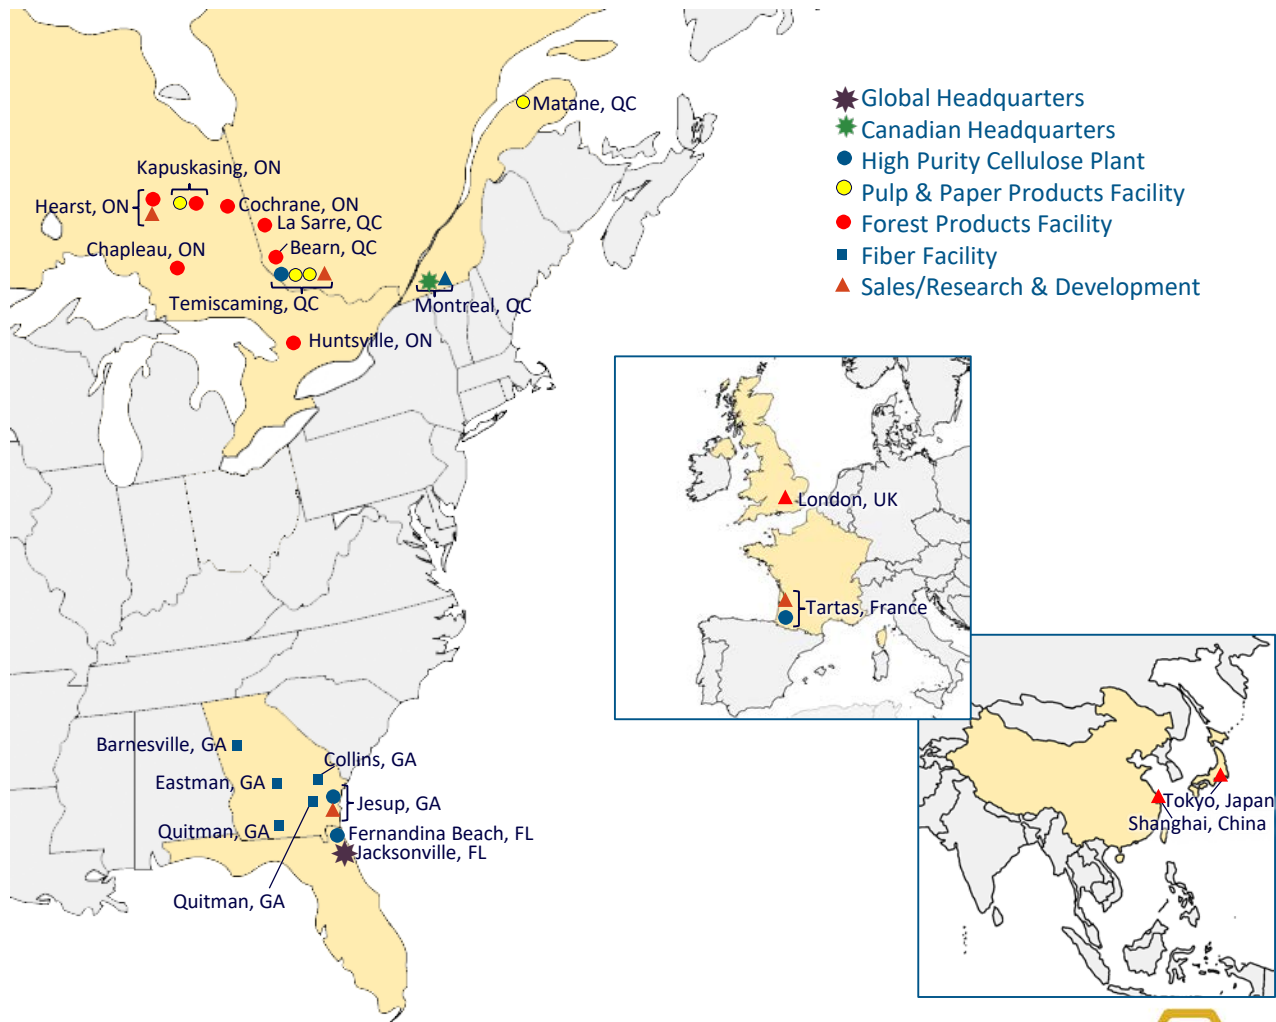 Matane, QC
Global Headquarters
Canadian Headquarters
High Purity Cellulose Plant
Pulp & Paper Products Facility
Forest Products Facility
Fiber Facility
Sales/Research & Development
Kapuskasing, ON
Hearst, ON
Cochrane, ON
La Sarre, QC
Bearn, QC
Chapleau, ON
Temiscaming, QC
Montreal, QC
Huntsville, ON
London, UK
Tartas, France
Barnesville, GA
Collins, GA
Eastman, GA
Jesup, GA
Quitman, GA
Fernandina Beach, FL
Jacksonville, FL
Quitman, GA
Tokyo, Japan
Shanghai, China